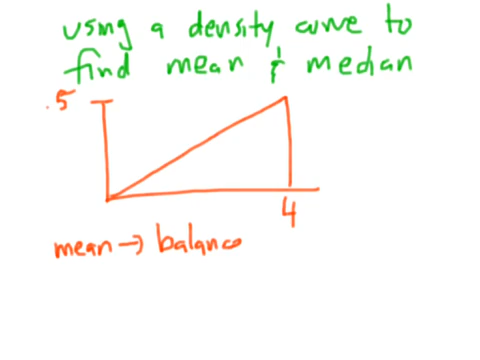 using a density curve to
find mean & median
.5
4
mean → balance